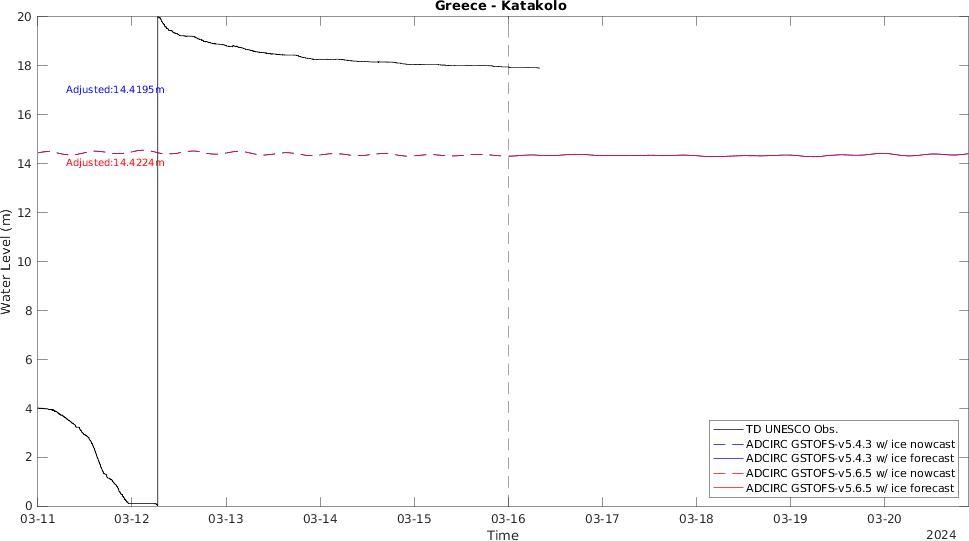 Greece - Katakolo
20
18
16
14
12
10
8
6
4
2
0
Water Level (m)
Adjusted:14.4195m
Adjusted:14.4224m
TD UNESCO Obs.
ADCIRC GSTOFS-v5.4.3 w/ ice nowcast
ADCIRC GSTOFS-v5.4.3 w/ ice forecast
ADCIRC GSTOFS-v5.6.5 w/ ice nowcast
ADCIRC GSTOFS-v5.6.5 w/ ice forecast
03-11 03-12 03-13 03-14 03-15 03-16 03-17 03-18 03-19 03-20
Time
2024